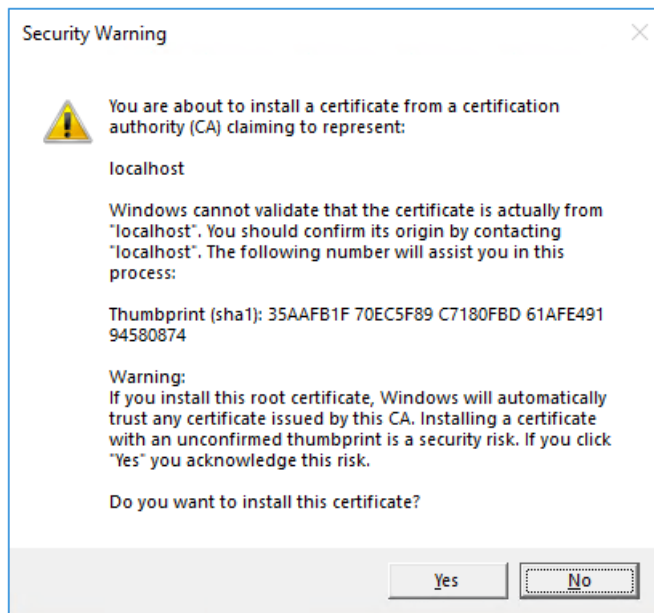 Security Warning
You are about to install a certificate from a certification
authority (CA) claiming to represent:
localhost
Windows cannot validate that the certificate is actually from
"localhost". You should confirm its origin by contacting
"localhost". The following number will assist you in this
process:
Thumbprint (sha1): 35AAFB1F 70EC5F89 C7180FBD 61AFE491
94580874
Warning:
If you install this root certificate, Windows will automatically
trust any certificate issued by this CA. Installing a certificate
with an unconfirmed thumbprint is a security risk. If you click
"Yes" you acknowledge this risk.
Do you want to install this certificate?
Yes
No